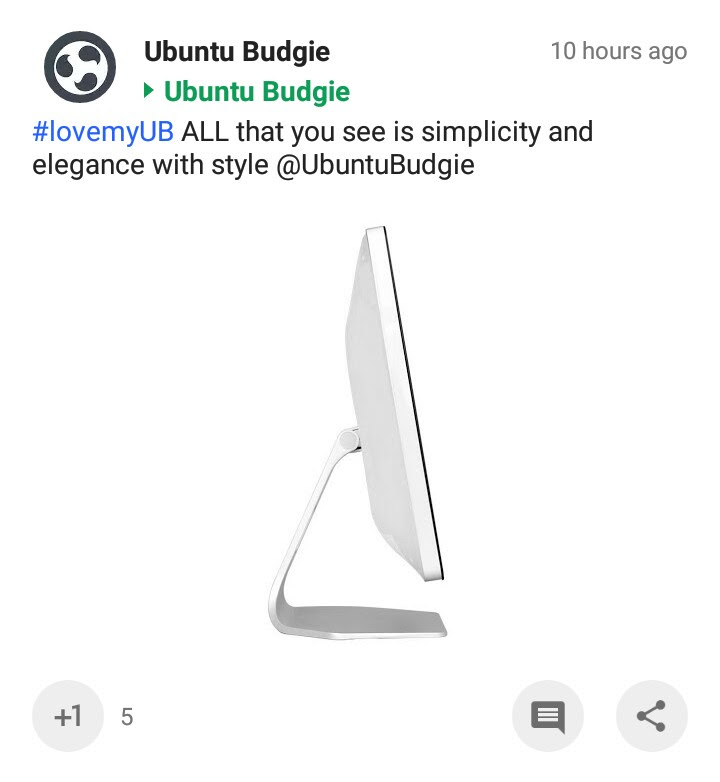 Ubuntu Budgie
10 hours ago
Ubuntu Budgie
#lovemyUB ALL that you see is simplicity and
elegance with style @UbuntuBudgie
+1
5